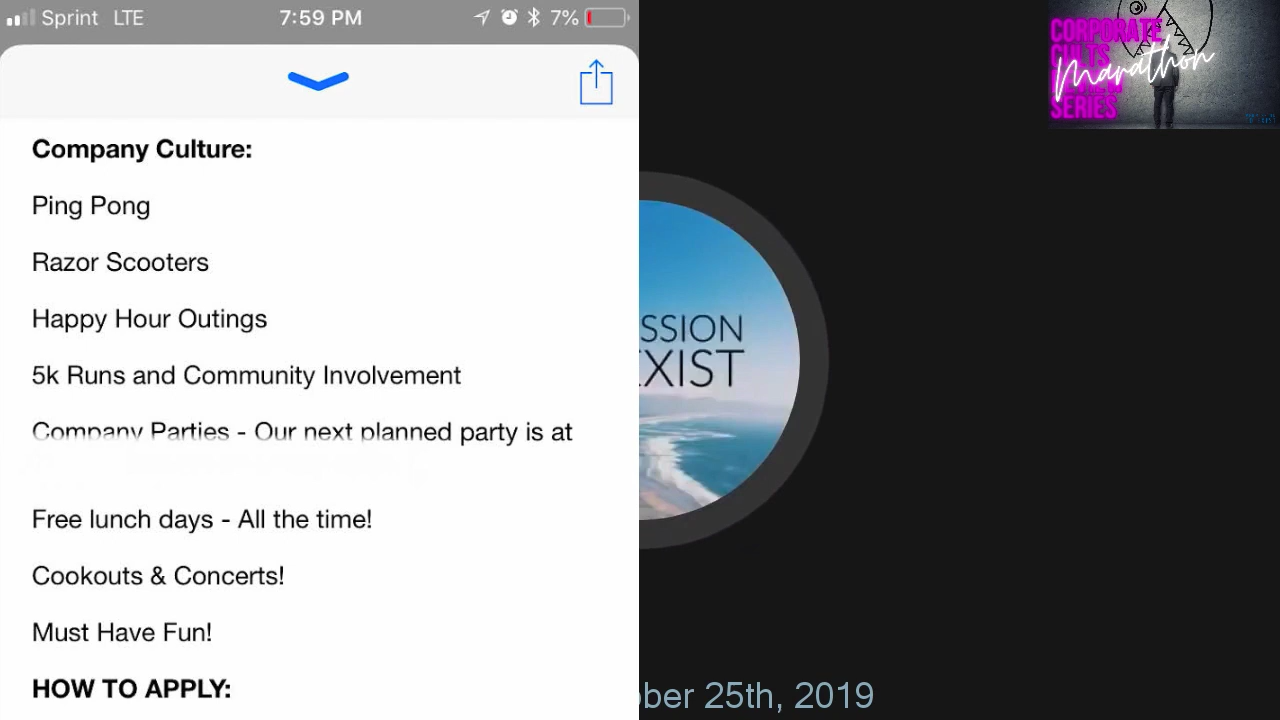 Sprint LTE 7:59 PM 7%
Company Culture:
Ping Pong
Razor Scooters
Happy Hour Outings
5k Runs and Community Involvement
Company Parties - Our next planned party is at
Free lunch days - All the time!
Cookouts & Concerts!
Must Have Fun!
HOW TO APPLY:
SSION
EXIST
ber 25th, 2019
CORPORATE
CULTS
Marathon
SERIES